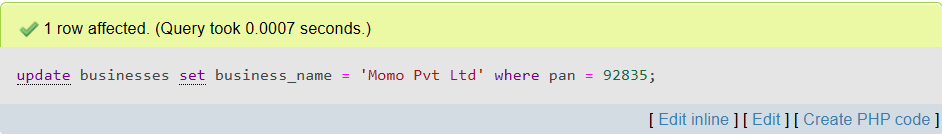 1 row affected. (Query took 0.0007 seconds.)
update businesses set business_name = 'Momo Pvt Ltd' where pan = 92835;
[ Edit inline ] [ Edit ] [ Create PHP code ]